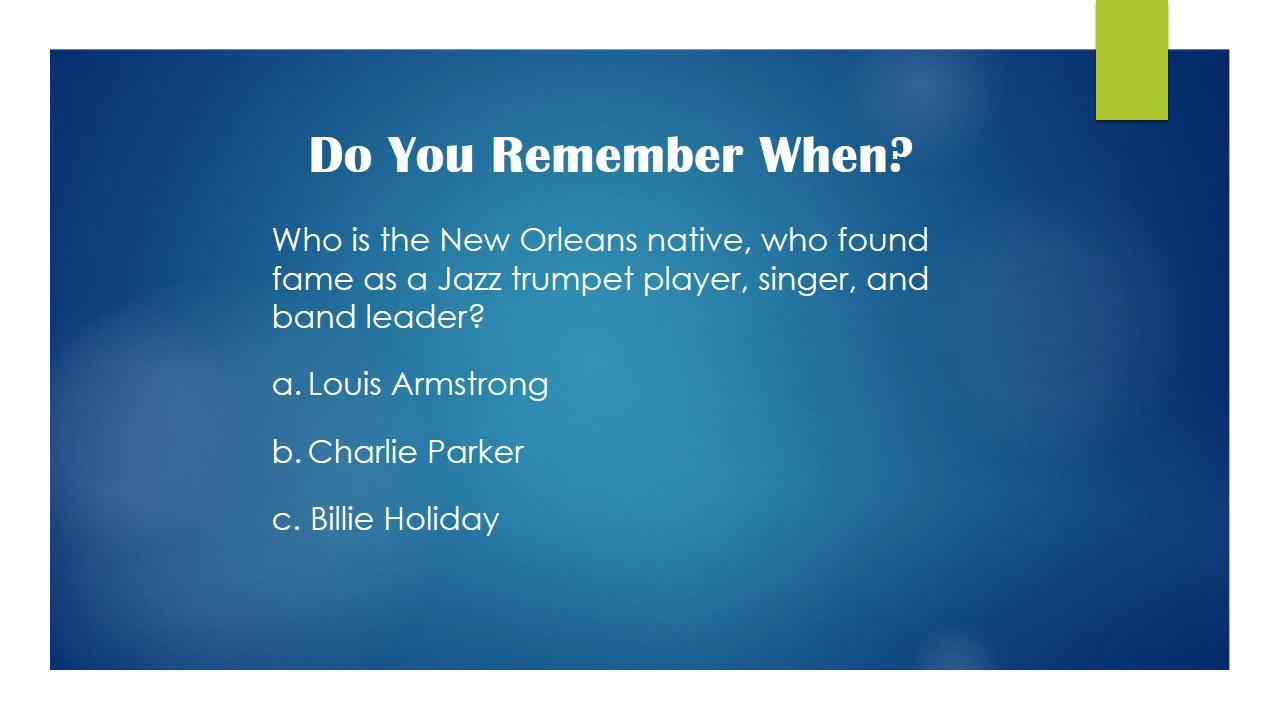 Do You Remember When?
Who is the New Orleans native, who found
fame as a Jazz trumpet player, singer, and
band leader?
a. Louis Armstrong
b. Charlie Parker
c. Billie Holiday